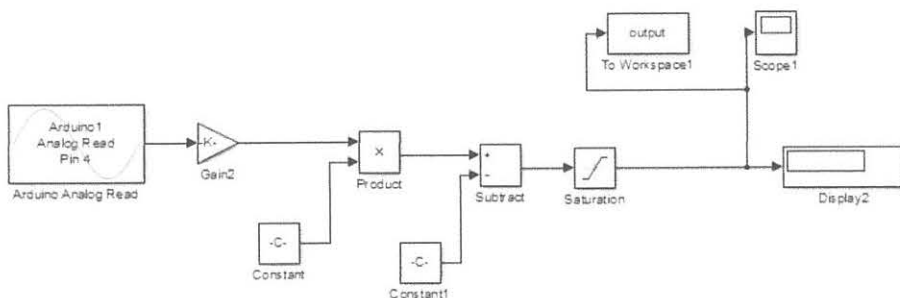 output
To Workspace1
Scope1
Arduino1
Analog Read
Pin 4
Arduino Analog Read
-K-
Gain2
×
Product
+
−
Subtract
Saturation
Display2
-C-
Constant
-C-
Constant1